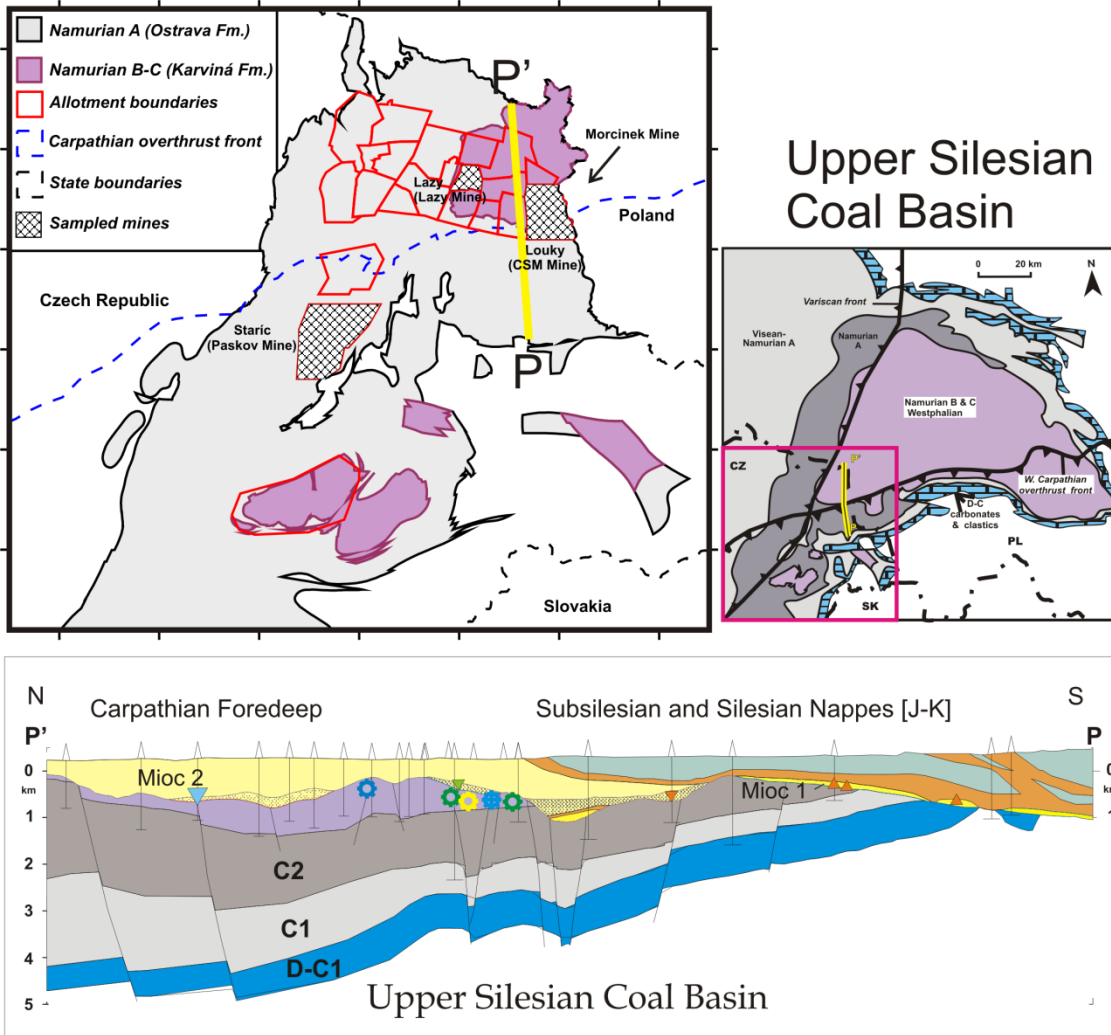 Namurian A (Ostrava Fm.)
Namurian B-C (Karviná Fm.)
Allotment boundaries
Carpathian overthrust front
State boundaries
Sampled mines
P'
Morcinek Mine
Lazy
(Lazy Mine)
Poland
Louky
(CSM Mine)
Czech Republic
Staríc
(Paskov Mine)
P
Slovakia
Upper Silesian
Coal Basin
0 20 km
N
Variscan front
Visean-
Namurian A
Namurian
A
Namurian B & C
Westphalian
CZ
P'
W. Carpathian
overthrust front
D-C
carbonates
& clastics
PL
SK
N
S
Carpathian Foredeep
Subsilesian and Silesian Nappes [J-K]
P'
P
0
km
1
2
3
4
5
Mioc 2
Mioc 1
0
C2
C1
D-C1
Upper Silesian Coal Basin